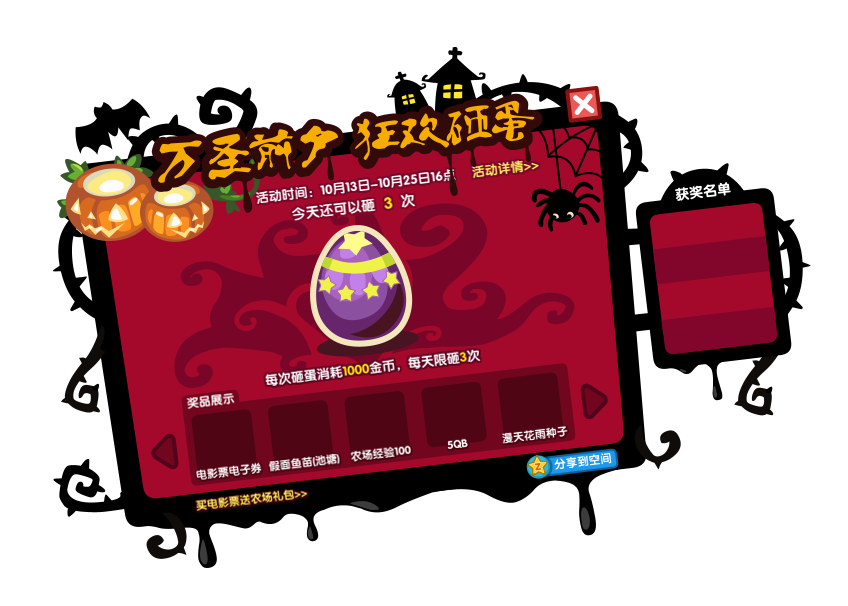 万圣前夕 狂欢砸蛋
活动时间：10月13日-10月25日16点
活动详情>>
今天还可以砸 3 次
获奖名单
每次砸蛋消耗1000金币，每天限砸3次
奖品展示
电影票电子券
假面鱼苗(池塘)
农场经验100
5QB
漫天花雨种子
买电影票送农场礼包>>
分享到空间